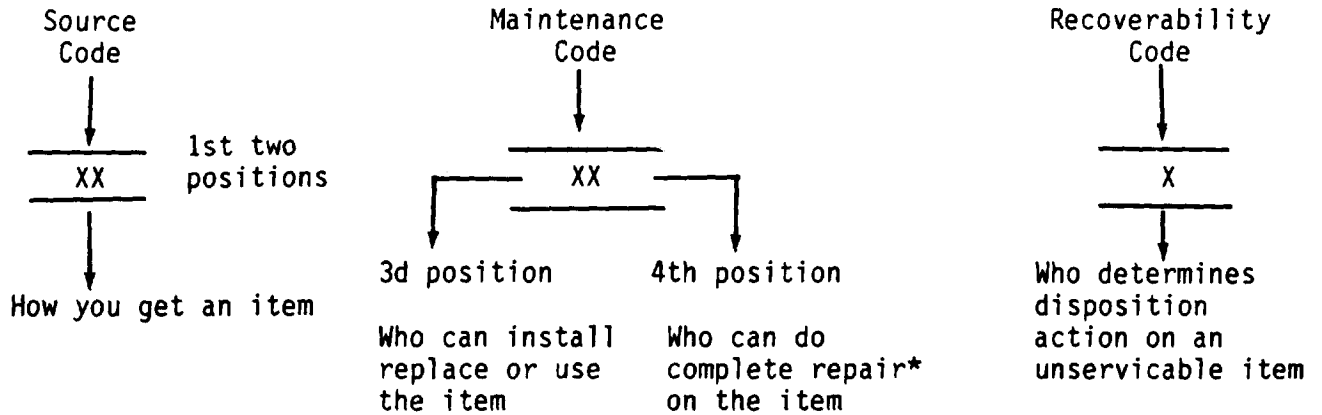 Source
Code
XX
1st two
positions
How you get an item
Maintenance
Code
XX
3d position
Who can install
replace or use
the item
4th position
Who can do
complete repair*
on the item
Recoverability
Code
X
Who determines
disposition
action on an
unservicable item